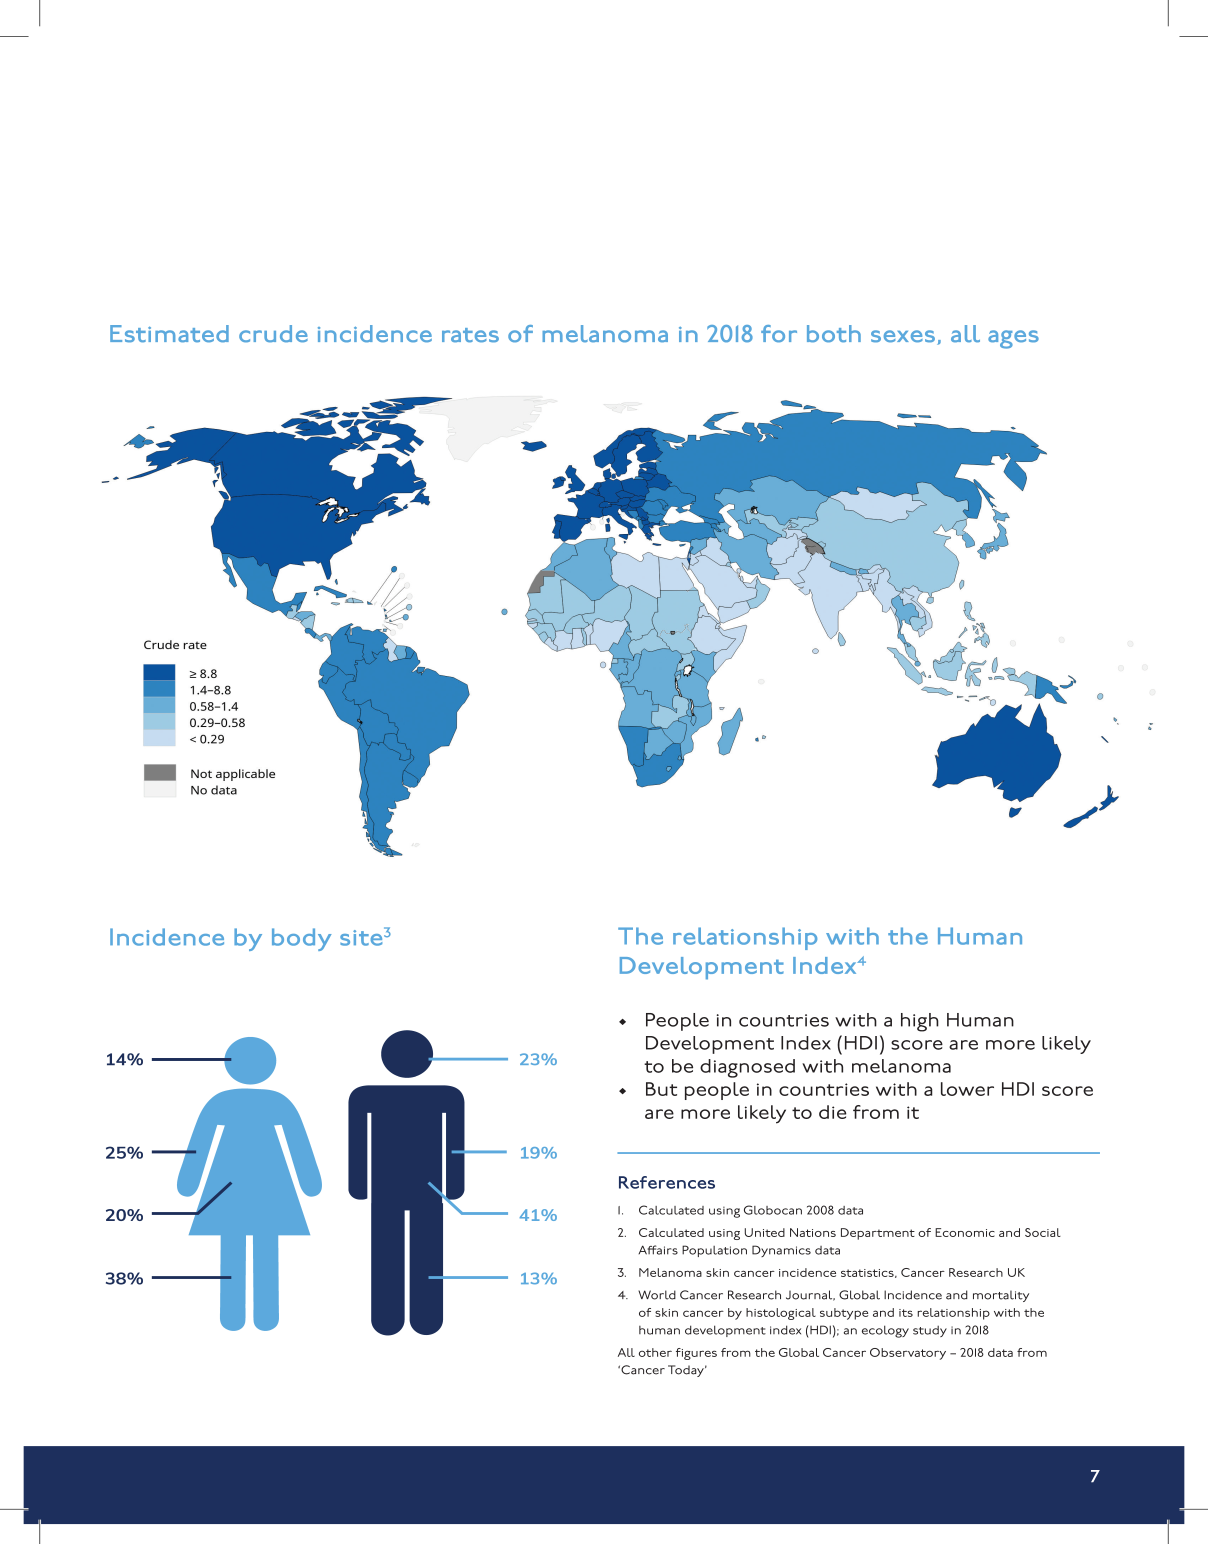 Estimated crude incidence rates of melanoma in 2018 for both sexes, all ages
Crude rate
≥ 8.8
1.4–8.8
0.58–1.4
0.29–0.58
< 0.29
Not applicable
No data
Incidence by body site3
14%
25%
20%
38%
23%
19%
41%
13%
The relationship with the Human
Development Index4
◆ People in countries with a high Human
Development Index (HDI) score are more likely
to be diagnosed with melanoma
◆ But people in countries with a lower HDI score
are more likely to die from it
References
1. Calculated using Globocan 2008 data
2. Calculated using United Nations Department of Economic and Social
Affairs Population Dynamics data
3. Melanoma skin cancer incidence statistics, Cancer Research UK
4. World Cancer Research Journal, Global Incidence and mortality
of skin cancer by histological subtype and its relationship with the
human development index (HDI); an ecology study in 2018
All other figures from the Global Cancer Observatory – 2018 data from
‘Cancer Today’
7